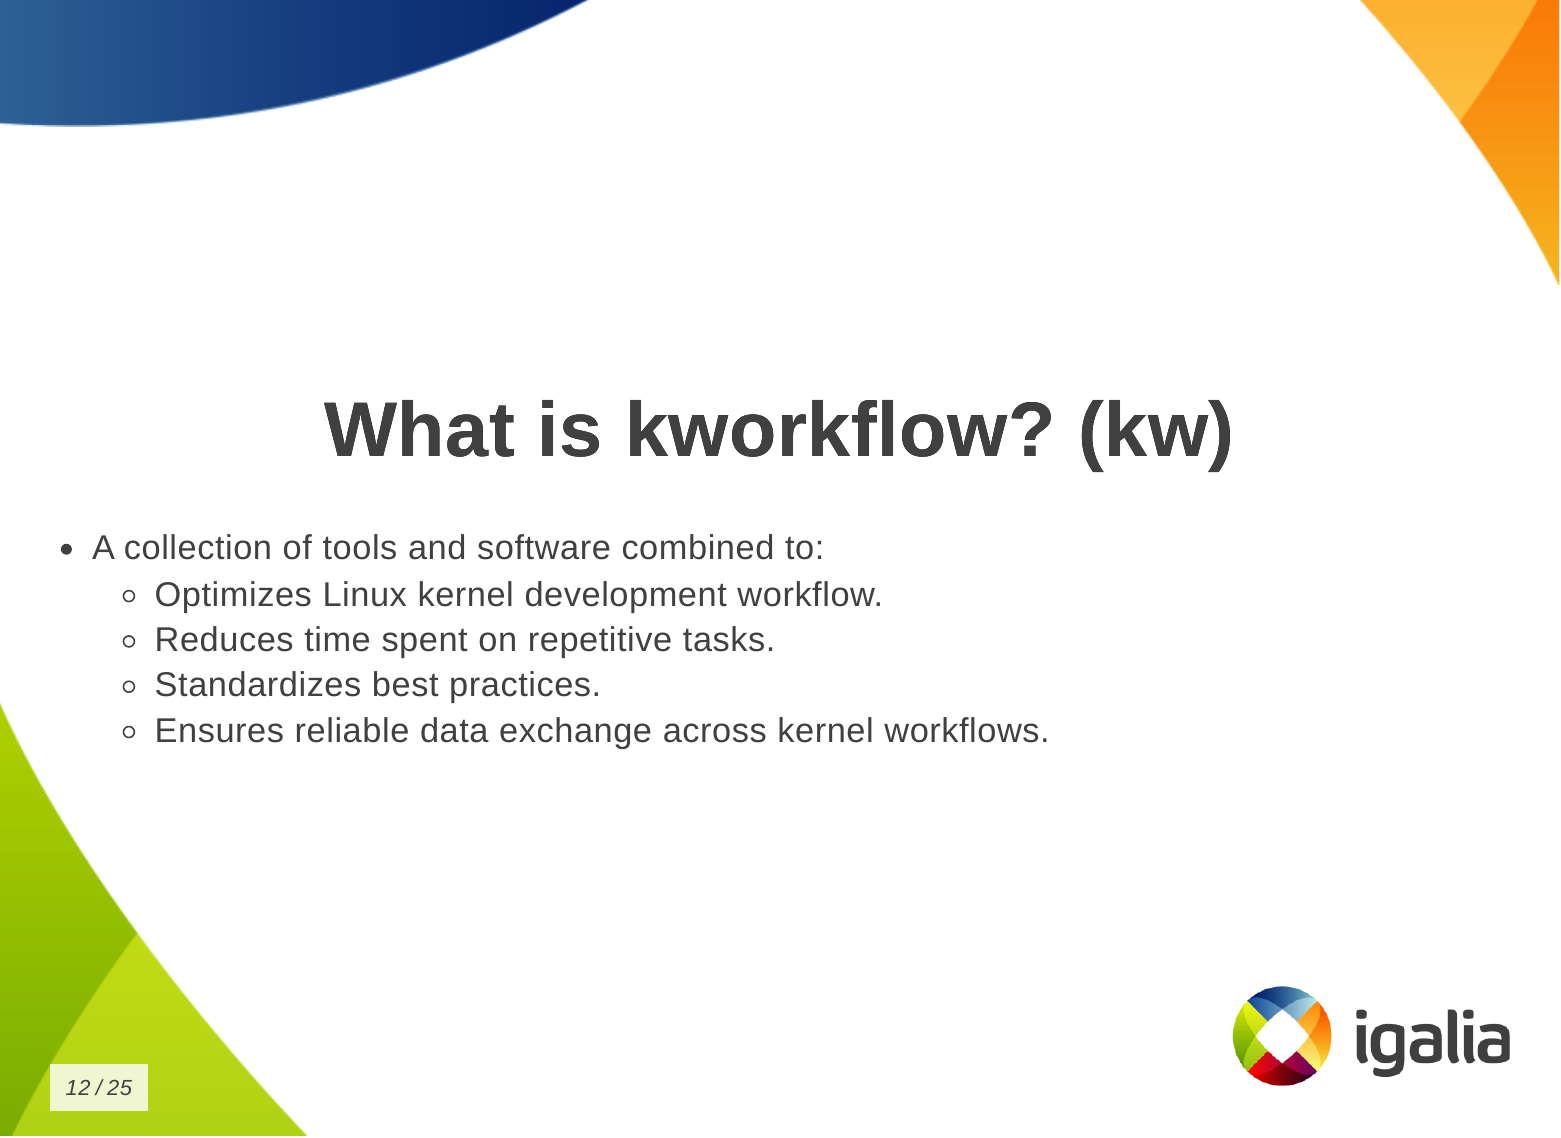 What is kworkflow? (kw)
• A collection of tools and software combined to:
◦ Optimizes Linux kernel development workflow.
◦ Reduces time spent on repetitive tasks.
◦ Standardizes best practices.
◦ Ensures reliable data exchange across kernel workflows.
igalia
12 / 25